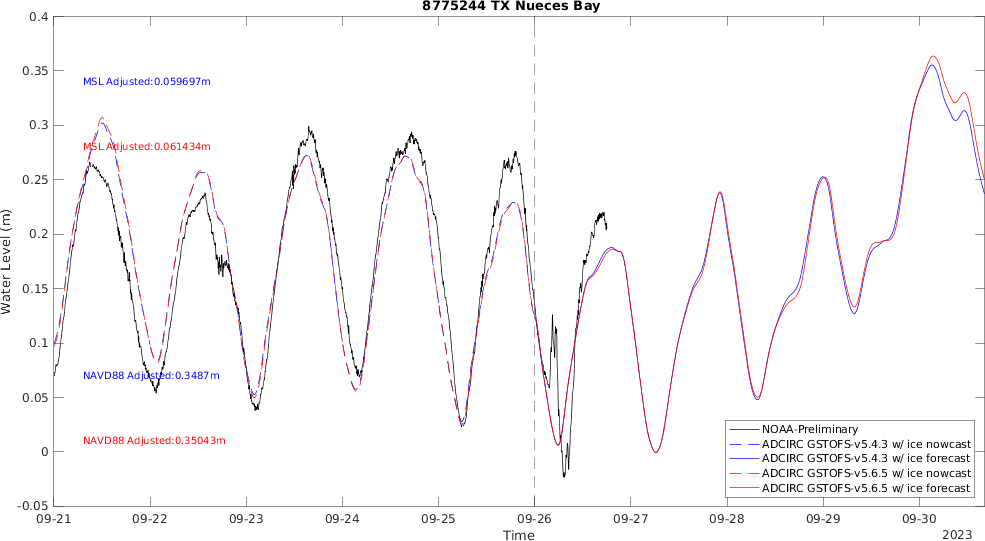 8775244 TX Nueces Bay
0.4
0.35
0.3
0.25
0.2
0.15
0.1
0.05
0
-0.05
Water Level (m)
MSL Adjusted:0.059697m
MSL Adjusted:0.061434m
NAVD88 Adjusted:0.3487m
NAVD88 Adjusted:0.35043m
NOAA-Preliminary
ADCIRC GSTOFS-v5.4.3 w/ ice nowcast
ADCIRC GSTOFS-v5.4.3 w/ ice forecast
ADCIRC GSTOFS-v5.6.5 w/ ice nowcast
ADCIRC GSTOFS-v5.6.5 w/ ice forecast
09-21 09-22 09-23 09-24 09-25 09-26 09-27 09-28 09-29 09-30
Time
2023